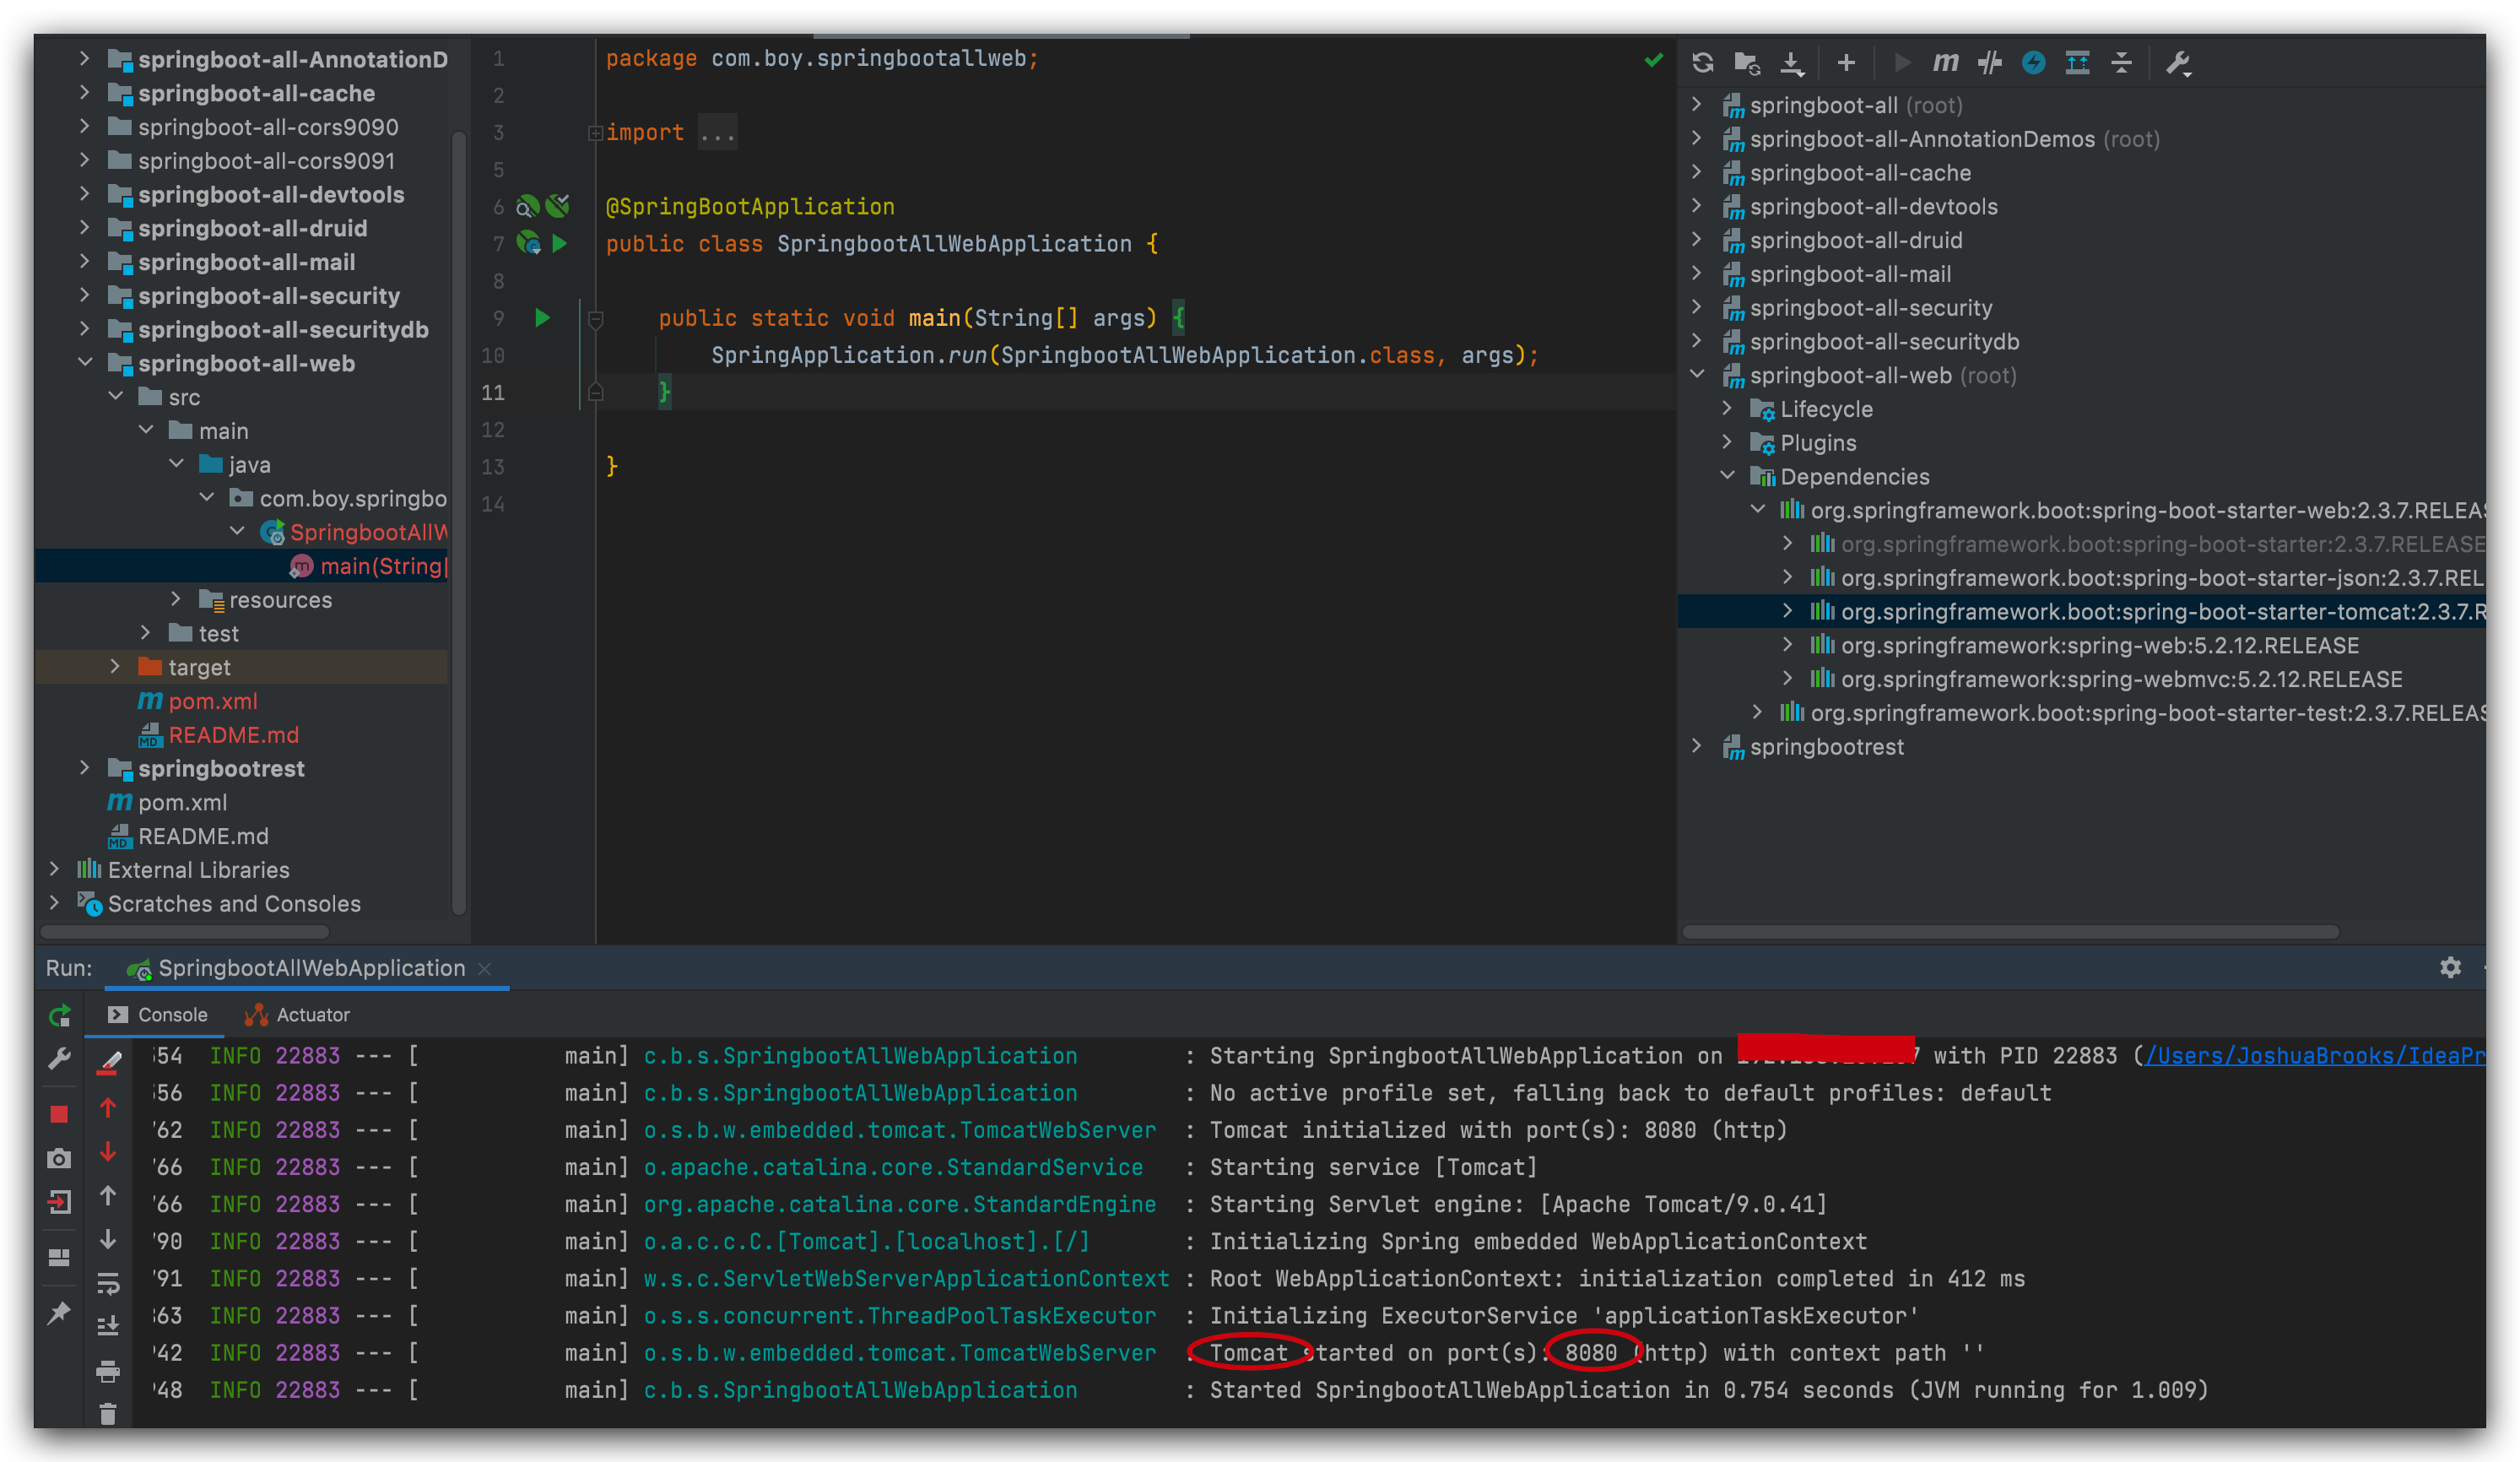 springboot-all-AnnotationD
springboot-all-cache
springboot-all-cors9090
springboot-all-cors9091
springboot-all-devtools
springboot-all-druid
springboot-all-mail
springboot-all-security
springboot-all-securitydb
springboot-all-web
src
main
java
com.boy.springbo
SpringbootAllW
main(String[
resources
test
target
pom.xml
README.md
springbootrest
pom.xml
README.md
External Libraries
Scratches and Consoles
1 package com.boy.springbootallweb;
2
3 import ...
5
6 @SpringBootApplication
7 public class SpringbootAllWebApplication {
8
9 public static void main(String[] args) {
10 SpringApplication.run(SpringbootAllWebApplication.class, args);
11 }
12
13 }
14
springboot-all (root)
springboot-all-AnnotationDemos (root)
springboot-all-cache
springboot-all-devtools
springboot-all-druid
springboot-all-mail
springboot-all-security
springboot-all-securitydb
springboot-all-web (root)
Lifecycle
Plugins
Dependencies
org.springframework.boot:spring-boot-starter-web:2.3.7.RELEAS
org.springframework.boot:spring-boot-starter:2.3.7.RELEASE
org.springframework.boot:spring-boot-starter-json:2.3.7.REL
org.springframework.boot:spring-boot-starter-tomcat:2.3.7.R
org.springframework:spring-web:5.2.12.RELEASE
org.springframework:spring-webmvc:5.2.12.RELEASE
org.springframework.boot:spring-boot-starter-test:2.3.7.RELEAS
springbootrest
Run: SpringbootAllWebApplication
Console Actuator
54 INFO 22883 --- [ main] c.b.s.SpringbootAllWebApplication : Starting SpringbootAllWebApplication on with PID 22883 (/Users/JoshuaBrooks/IdeaPr
56 INFO 22883 --- [ main] c.b.s.SpringbootAllWebApplication : No active profile set, falling back to default profiles: default
762 INFO 22883 --- [ main] o.s.b.w.embedded.tomcat.TomcatWebServer : Tomcat initialized with port(s): 8080 (http)
766 INFO 22883 --- [ main] o.apache.catalina.core.StandardService : Starting service [Tomcat]
766 INFO 22883 --- [ main] org.apache.catalina.core.StandardEngine : Starting Servlet engine: [Apache Tomcat/9.0.41]
790 INFO 22883 --- [ main] o.a.c.c.C.[Tomcat].[localhost].[/] : Initializing Spring embedded WebApplicationContext
791 INFO 22883 --- [ main] w.s.c.ServletWebServerApplicationContext : Root WebApplicationContext: initialization completed in 412 ms
863 INFO 22883 --- [ main] o.s.s.concurrent.ThreadPoolTaskExecutor : Initializing ExecutorService 'applicationTaskExecutor'
942 INFO 22883 --- [ main] o.s.b.w.embedded.tomcat.TomcatWebServer : Tomcat started on port(s): 8080 (http) with context path ''
948 INFO 22883 --- [ main] c.b.s.SpringbootAllWebApplication : Started SpringbootAllWebApplication in 0.754 seconds (JVM running for 1.009)